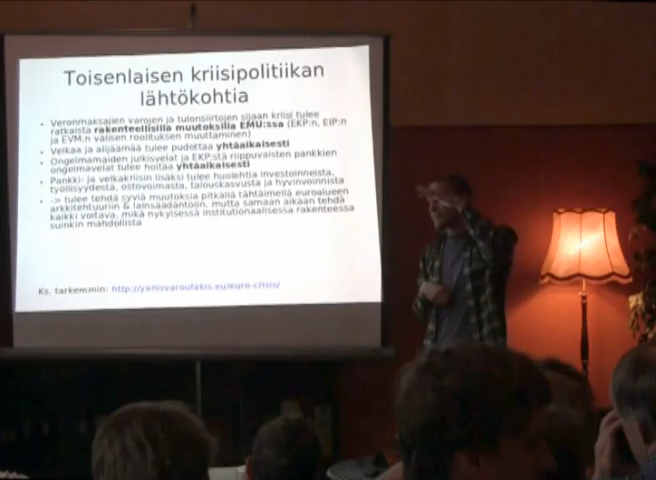 Toisenlaisen kriisipolitiikan
lähtökohtia
• Veronmaksajien varojen ja tulonsiirtojen sijaan kriisi tulee
ratkaista rakenteellisilla muutoksilla EMU:ssa (EKP:n, EIP:n
ja EVM:n välisen roolituksen muuttaminen)
• Velkaa ja alijäämää tulee pudottaa yhtäaikaisesti
• Ongelmamaiden julkisvelat ja EKP:stä riippuvaisten pankkien
ongelmavelat tulee hoitaa yhtäaikaisesti
• Pankki- ja velkakriisin lisäksi tulee huolehtia investoinneista,
työllisyydestä, ostovoimasta, talouskasvusta ja hyvinvoinnista
• -> tulee tehdä syviä muutoksia pitkällä tähtäimellä euroalueen
arkkitehtuuriin & lainsäädäntöön, mutta samaan aikaan tehdä
kaikki voitava, mikä nykyisessä institutionaalisessa rakenteessa
suinkin mahdollista
Ks. tarkemmin: http://yanisvaroufakis.eu/euro-crisis/